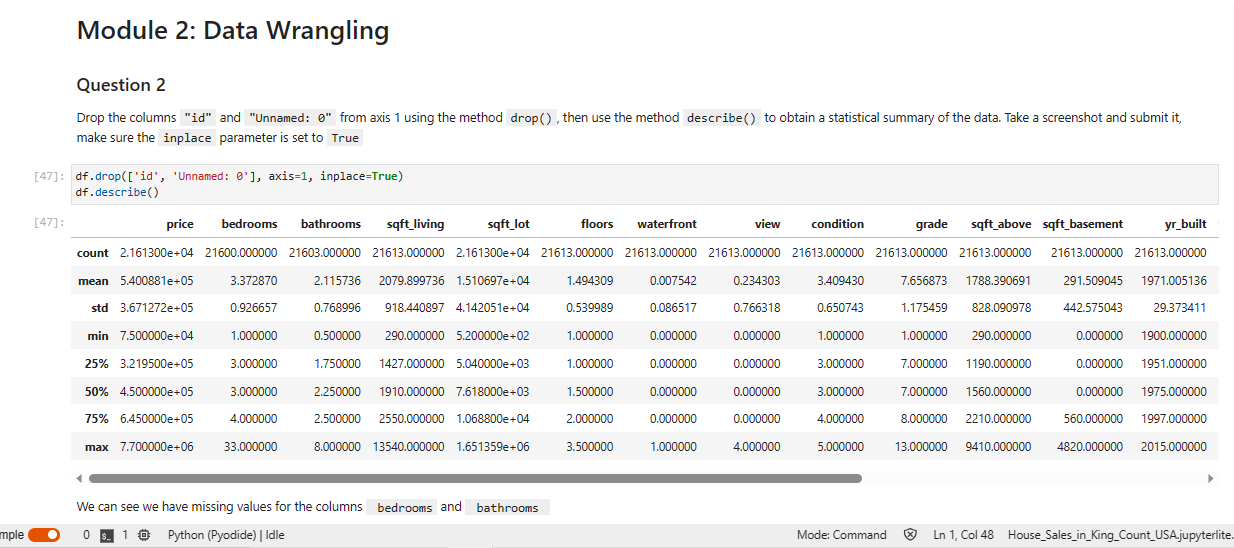 Module 2: Data Wrangling
Question 2
Drop the columns "id" and "Unnamed: 0" from axis 1 using the method drop(), then use the method describe() to obtain a statistical summary of the data. Take a screenshot and submit it,
make sure the inplace parameter is set to True
[47]: df.drop(['id', 'Unnamed: 0'], axis=1, inplace=True)
df.describe()
[47]:
price bedrooms bathrooms sqft_living sqft_lot floors waterfront view condition grade sqft_above sqft_basement yr_built
count 2.161300e+04 21600.000000 21603.000000 21613.000000 2.161300e+04 21613.000000 21613.000000 21613.000000 21613.000000 21613.000000 21613.000000 21613.000000 21613.000000
mean 5.400881e+05 3.372870 2.115736 2079.899736 1.510697e+04 1.494309 0.007542 0.234303 3.409430 7.656873 1788.390691 291.509045 1971.005136
std 3.671272e+05 0.926657 0.768996 918.440897 4.142051e+04 0.539989 0.086517 0.766318 0.650743 1.175459 828.090978 442.575043 29.373411
min 7.500000e+04 1.000000 0.500000 290.000000 5.200000e+02 1.000000 0.000000 0.000000 1.000000 1.000000 290.000000 0.000000 1900.000000
25% 3.219500e+05 3.000000 1.750000 1427.000000 5.040000e+03 1.000000 0.000000 0.000000 3.000000 7.000000 1190.000000 0.000000 1951.000000
50% 4.500000e+05 3.000000 2.250000 1910.000000 7.618000e+03 1.500000 0.000000 0.000000 3.000000 7.000000 1560.000000 0.000000 1975.000000
75% 6.450000e+05 4.000000 2.500000 2550.000000 1.068800e+04 2.000000 0.000000 0.000000 4.000000 8.000000 2210.000000 560.000000 1997.000000
max 7.700000e+06 33.000000 8.000000 13540.000000 1.651359e+06 3.500000 1.000000 4.000000 5.000000 13.000000 9410.000000 4820.000000 2015.000000
We can see we have missing values for the columns bedrooms and bathrooms
mple 0 1 Python (Pyodide) | Idle Mode: Command Ln 1, Col 48 House_Sales_in_King_Count_USA.jupyterlite.